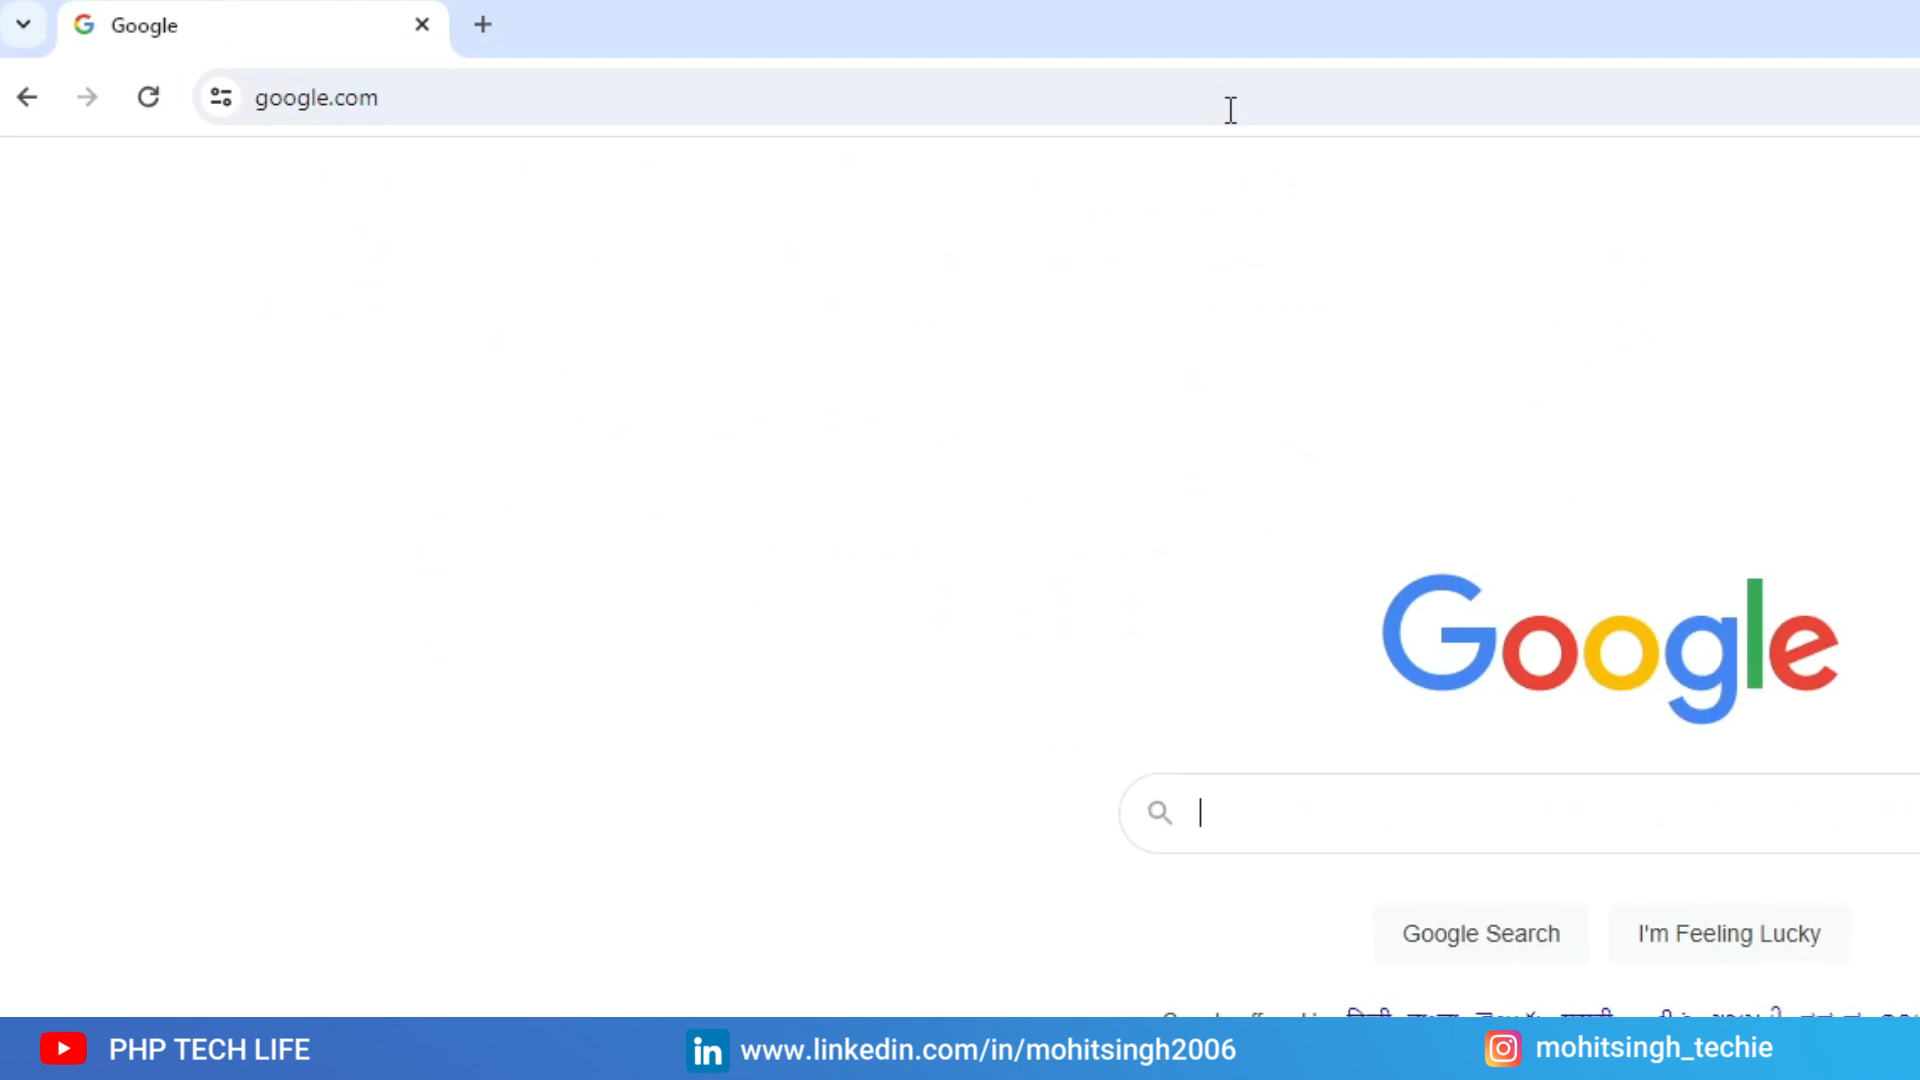 Google
google.com
Google
Google Search
I'm Feeling Lucky
PHP TECH LIFE
www.linkedin.com/in/mohitsingh2006
mohitsingh_techie